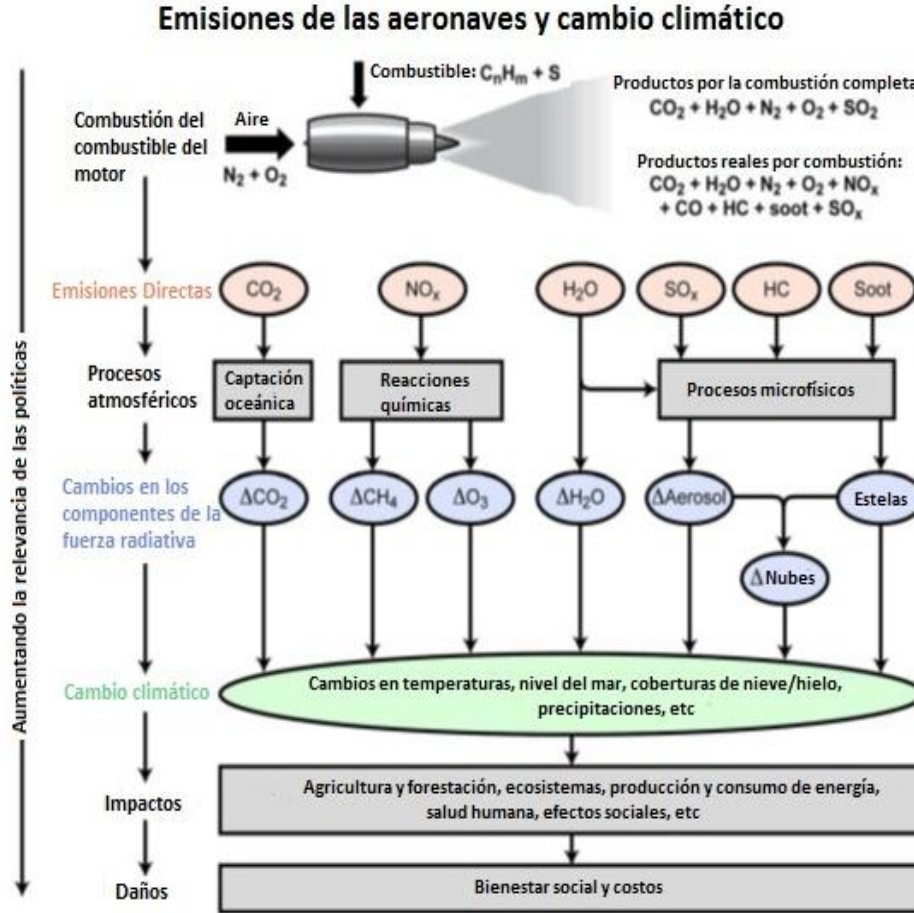 Emisiones de las aeronaves y cambio climático
Aumentando la relevancia de las políticas
Combustión del
combustible del
motor
Aire
N₂ + O₂
Combustible: CₙHₘ + S
Productos por la combustión completa
CO₂ + H₂O + N₂ + O₂ + SO₂
Productos reales por combustión:
CO₂ + H₂O + N₂ + O₂ + NOₓ
+ CO + HC + soot + SOₓ
Emisiones Directas
CO₂
NOₓ
H₂O
SOₓ
HC
Soot
Procesos
atmosféricos
Captación
oceánica
Reacciones
químicas
Procesos microfísicos
Cambios en los
componentes de la
fuerza radiativa
ΔCO₂
ΔCH₄
ΔO₃
ΔH₂O
ΔAerosol
Estelas
ΔNubes
Cambio climático
Cambios en temperaturas, nivel del mar, coberturas de nieve/hielo,
precipitaciones, etc
Impactos
Agricultura y forestación, ecosistemas, producción y consumo de energía,
salud humana, efectos sociales, etc
Daños
Bienestar social y costos